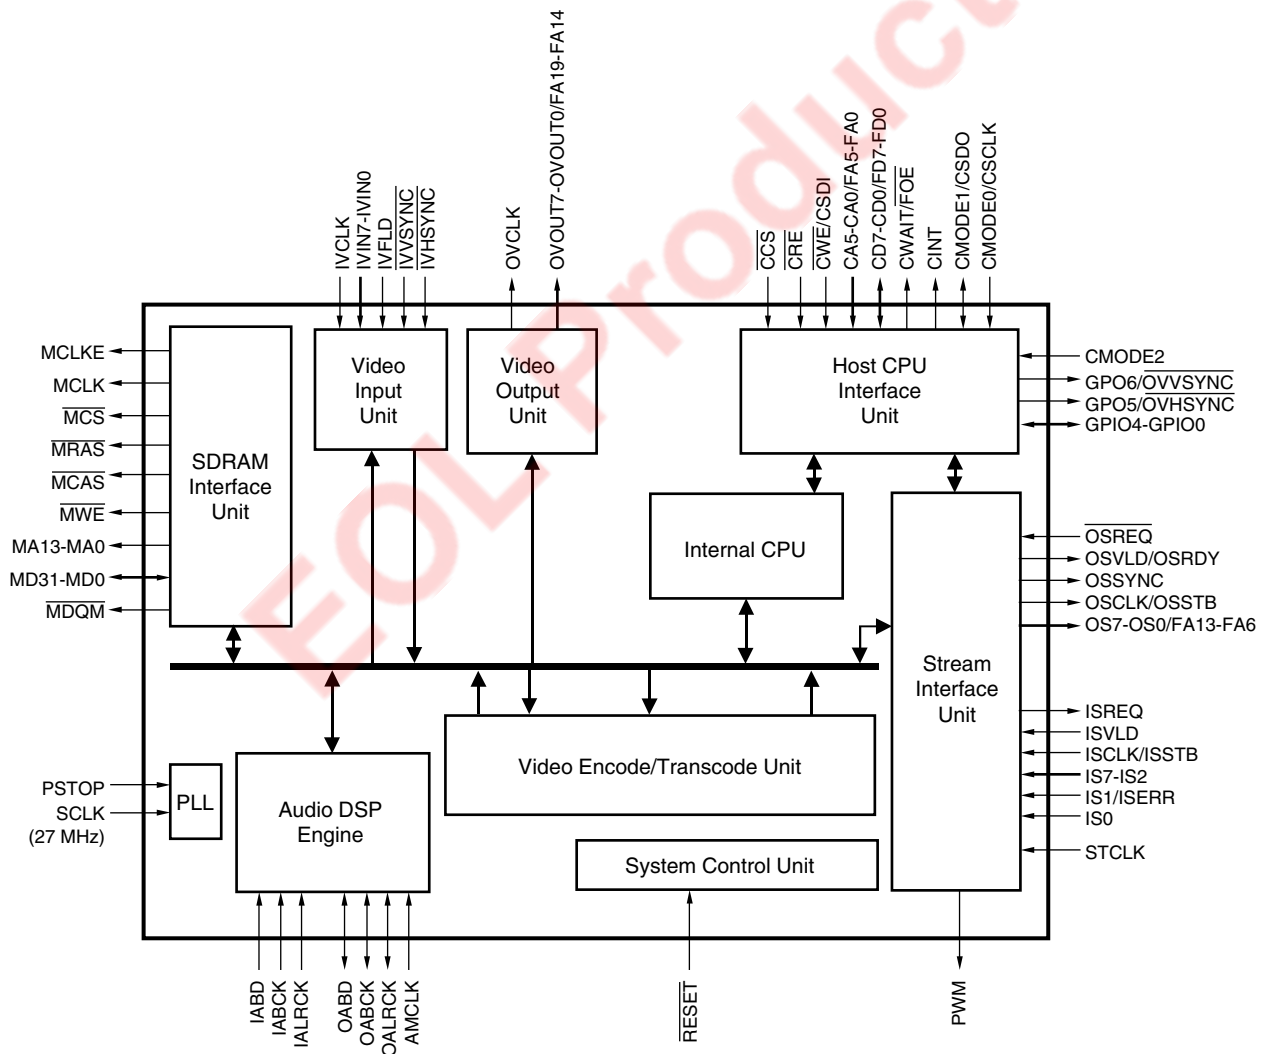 EOL Product
IVCLK
IVIN7-IVIN0
IVFLD
IVVSYNC
IVHSYNC
OVCLK
OVOUT7-OVOUT0/FA19-FA14
CCS
CRE
CWE/CSDI
CA5-CA0/FA5-FA0
CD7-CD0/FD7-FD0
CWAIT/FOE
CINT
CMODE1/CSDO
CMODE0/CSCLK
MCLKE
MCLK
MCS
MRAS
MCAS
MWE
MA13-MA0
MD31-MD0
MDQM
SDRAM
Interface
Unit
Video
Input
Unit
Video
Output
Unit
Host CPU
Interface
Unit
CMODE2
GPO6/OVVSYNC
GPO5/OVHSYNC
GPIO4-GPIO0
Internal CPU
Stream
Interface
Unit
OSREQ
OSVLD/OSRDY
OSSYNC
OSCLK/OSSTB
OS7-OS0/FA13-FA6
ISREQ
ISVLD
ISCLK/ISSTB
IS7-IS2
IS1/ISERR
IS0
STCLK
PSTOP
SCLK
(27 MHz)
PLL
Audio DSP
Engine
Video Encode/Transcode Unit
System Control Unit
IABD
IABCK
IALRCK
OABD
OABCK
OALRCK
AMCLK
RESET
PWM